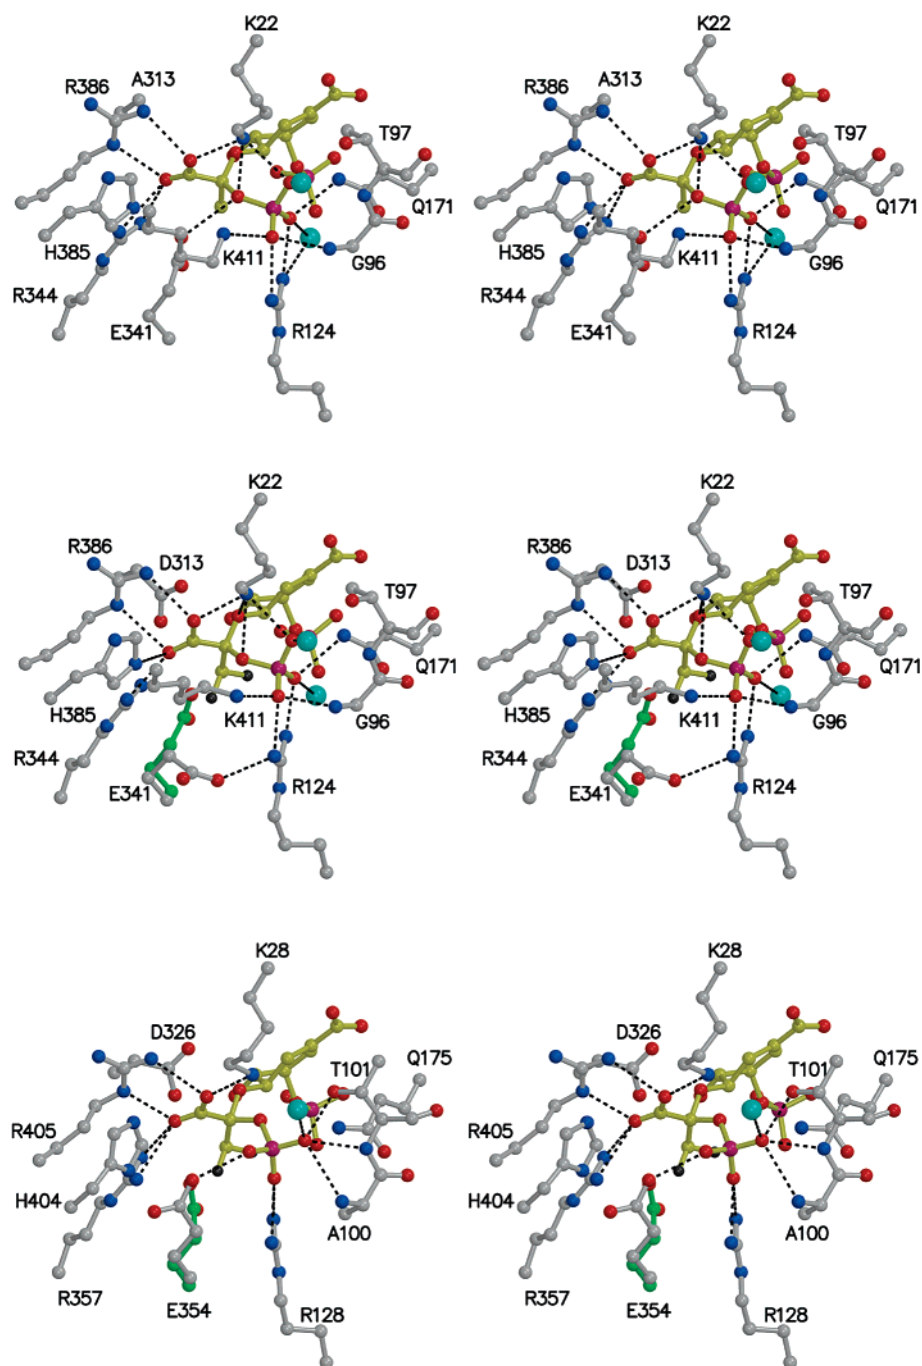 K22 K22
A313 A313
R386 R386
T97 T97
Q171 Q171
H385 K411 H385 K411
G96 G96
R344 R344
E341 R124 E341 R124
K22 K22
R386 R386
D313 D313
T97 T97
Q171 Q171
H385 K411 G96 H385 K411 G96
R344 R344
E341 R124 E341 R124
K28 K28
D326 D326
Q175 Q175
T101 T101
R405 R405
H404 H404
A100 A100
R357 R357
E354 R128 E354 R128